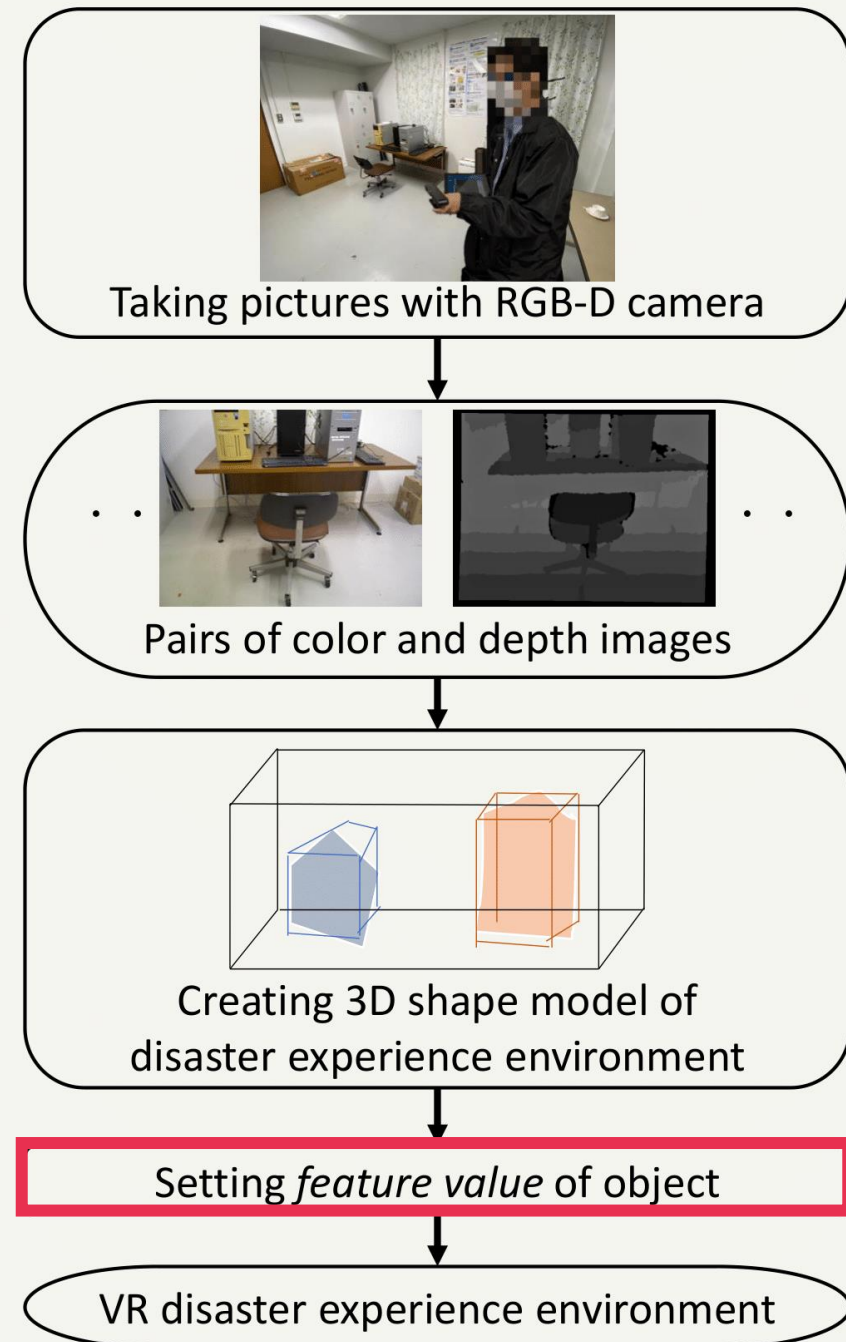 Taking pictures with RGB-D camera
Pairs of color and depth images
Creating 3D shape model of
disaster experience environment
Setting feature value of object
VR disaster experience environment